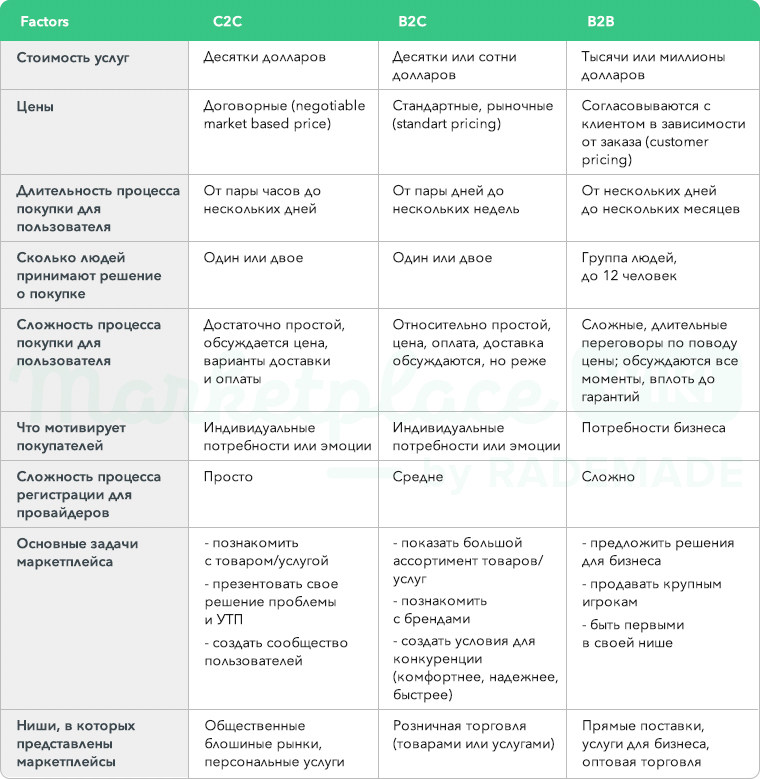 Factors
C2C
B2C
B2B
Стоимость услуг
Десятки долларов
Десятки или сотни
долларов
Тысячи или миллионы
долларов
Цены
Договорные (negotiable
market based price)
Стандартные, рыночные
(standart pricing)
Согласовываются с
клиентом в зависимости
от заказа (customer
pricing)
Длительность процесса
покупки для
пользователя
От пары часов до
нескольких дней
От пары дней до
нескольких недель
От нескольких дней
до нескольких месяцев
Сколько людей
принимают решение
о покупке
Один или двое
Один или двое
Группа людей,
до 12 человек
Сложность процесса
покупки для
пользователя
Достаточно простой,
обсуждается цена,
варианты доставки
и оплаты
Относительно простой,
цена, оплата, доставка
обсуждаются, но реже
Сложные, длительные
переговоры по поводу
цены; обсуждаются все
моменты, вплоть до
гарантий
Что мотивирует
покупателей
Индивидуальные
потребности или эмоции
Индивидуальные
потребности или эмоции
Потребности бизнеса
Сложность процесса
регистрации для
провайдеров
Просто
Средне
Сложно
Основные задачи
маркетплейса
- познакомить
с товаром/услугой
- презентовать свое
решение проблемы
и УТП
- создать сообщество
пользователей
- показать большой
ассортимент товаров/
услуг
- познакомить
с брендами
- создать условия для
конкуренции
(комфортнее, надежнее,
быстрее)
- предложить решения
для бизнеса
- продавать крупным
игрокам
- быть первыми
в своей нише
Ниши, в которых
представлены
маркетплейсы
Общественные
блошиные рынки,
персональные услуги
Розничная торговля
(товарами или услугами)
Прямые поставки,
услуги для бизнеса,
оптовая торговля
Marketplace
by RADEMADE